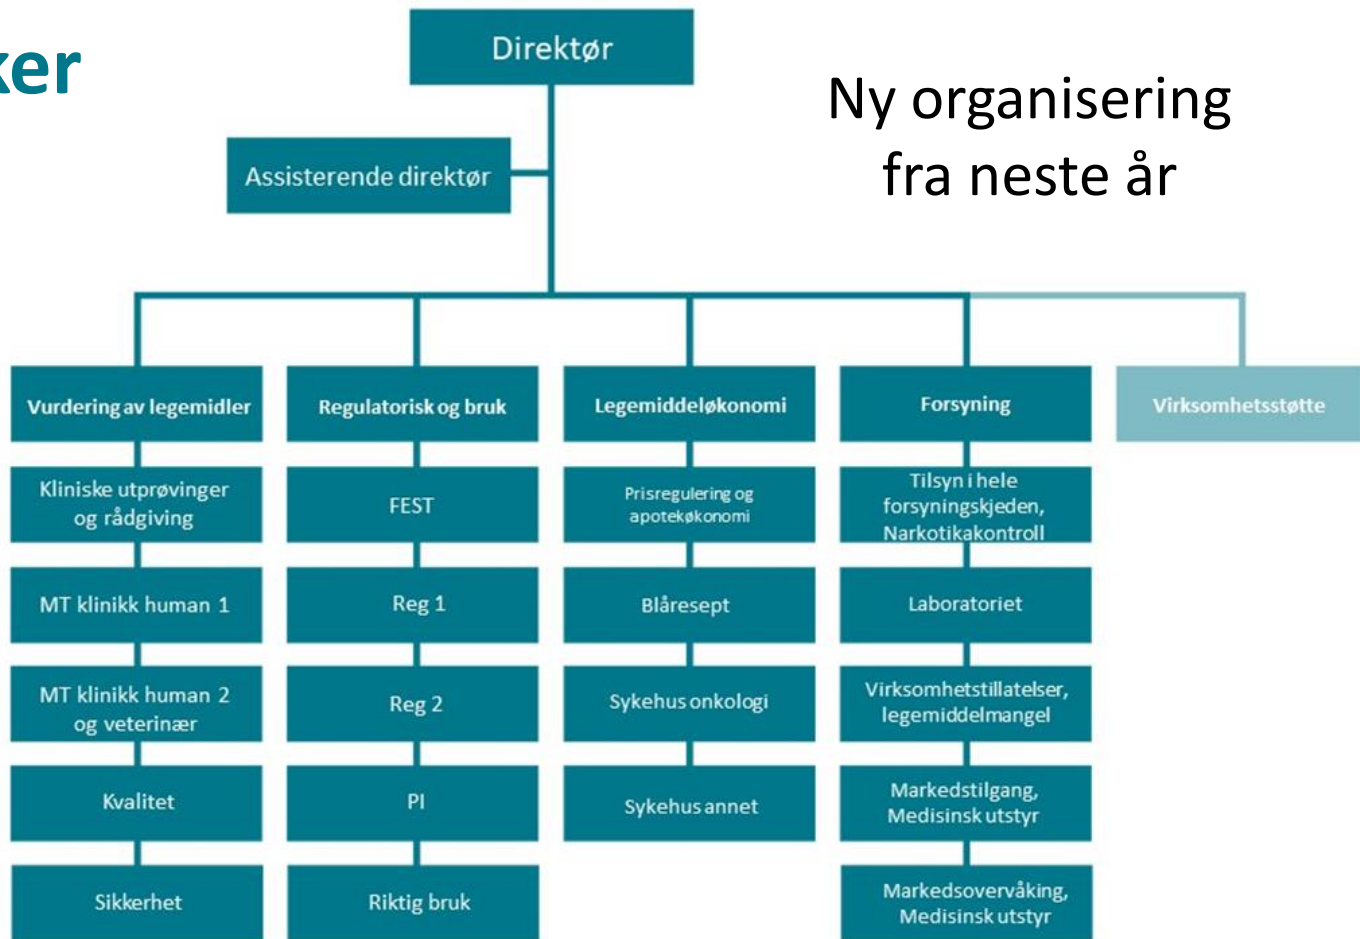 Direktør
Ny organisering
fra neste år
Assisterende direktør
Vurdering av legemidler
Kliniske utprøvinger
og rådgiving
MT klinikk human 1
MT klinikk human 2
og veterinær
Kvalitet
Sikkerhet
Regulatorisk og bruk
FEST
Reg 1
Reg 2
PI
Riktig bruk
Legemiddeløkonomi
Prisregulering og
apotekøkonomi
Blåresept
Sykehus onkologi
Sykehus annet
Forsyning
Tilsyn i hele
forsyningskjeden,
Narkotikakontroll
Laboratoriet
Virksomhetstillatelser,
legemiddelmangel
Markedstilgang,
Medisinsk utstyr
Markedsovervåking,
Medisinsk utstyr
Virksomhetsstøtte